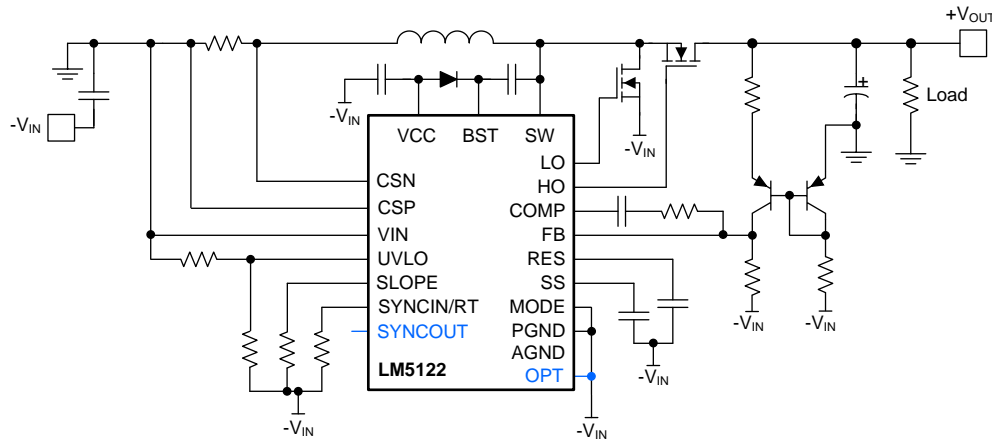 +VOUT
-VIN
-VIN
VCC BST SW
-VIN
Load
LO
HO
COMP
FB
RES
SS
MODE
PGND
AGND
OPT
CSN
CSP
VIN
UVLO
SLOPE
SYNCIN/RT
SYNCOUT
LM5122
-VIN
-VIN
-VIN
-VIN
-VIN